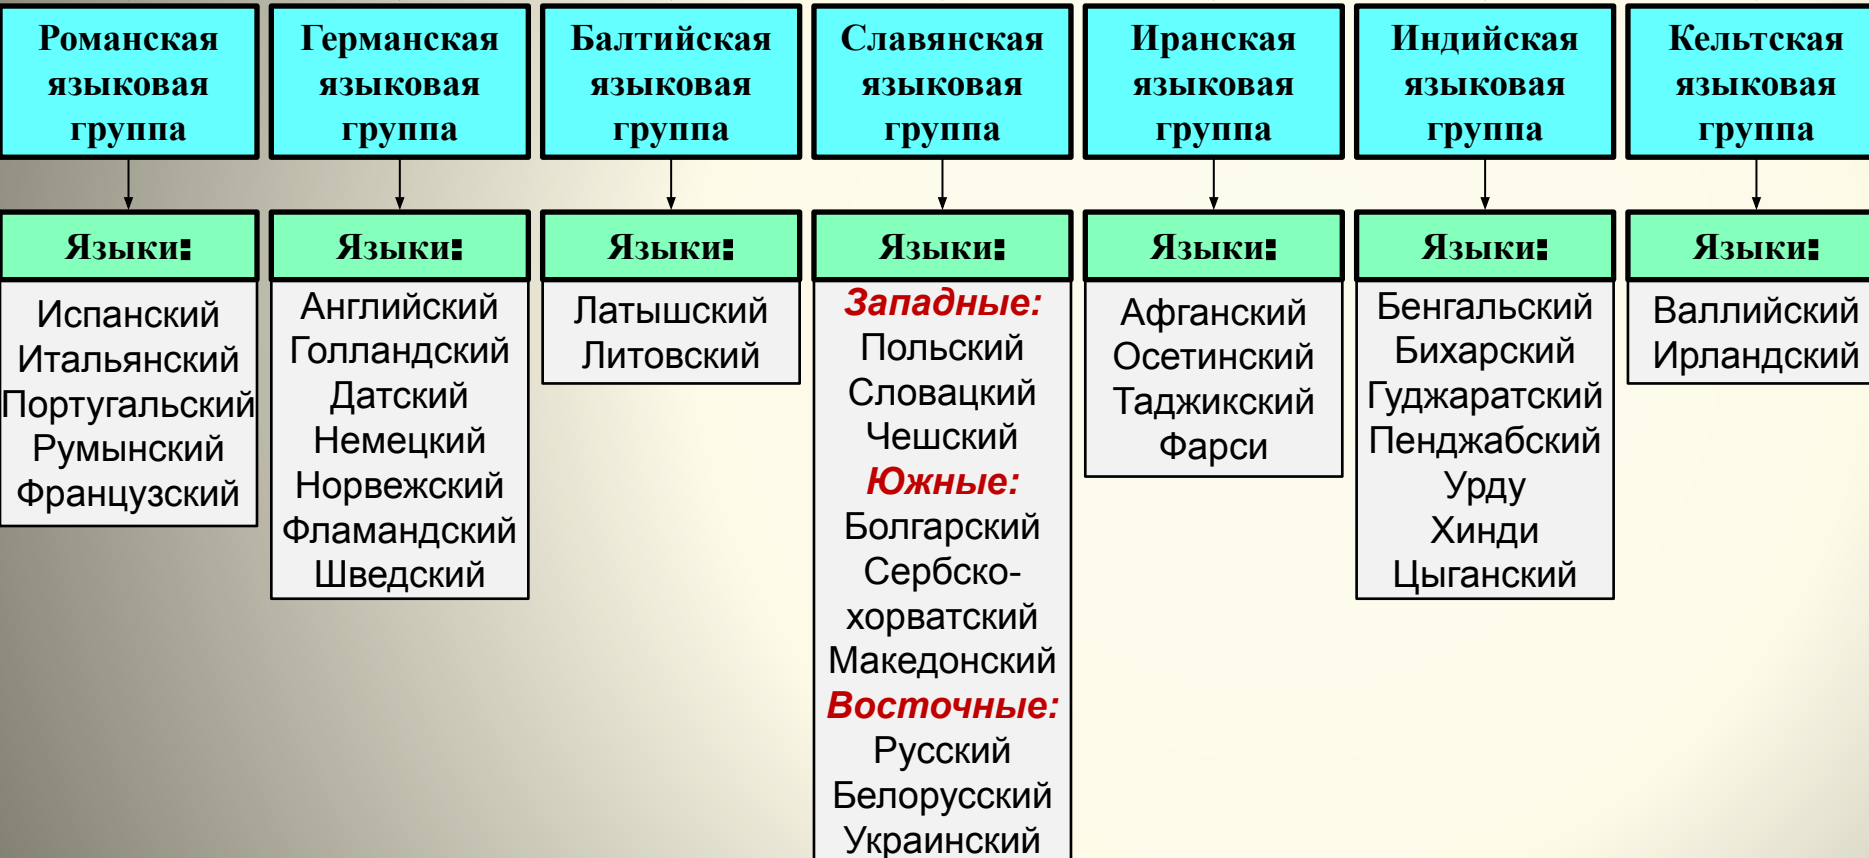 Романская
языковая
группа
Германская
языковая
группа
Балтийская
языковая
группа
Славянская
языковая
группа
Иранская
языковая
группа
Индийская
языковая
группа
Кельтская
языковая
группа
Языки:
Испанский
Итальянский
Португальский
Румынский
Французский
Языки:
Английский
Голландский
Датский
Немецкий
Норвежский
Фламандский
Шведский
Языки:
Латышский
Литовский
Языки:
Западные:
Польский
Словацкий
Чешский
Южные:
Болгарский
Сербско-
хорватский
Македонский
Восточные:
Русский
Белорусский
Украинский
Языки:
Афганский
Осетинский
Таджикский
Фарси
Языки:
Бенгальский
Бихарский
Гуджаратский
Пенджабский
Урду
Хинди
Цыганский
Языки:
Валлийский
Ирландский